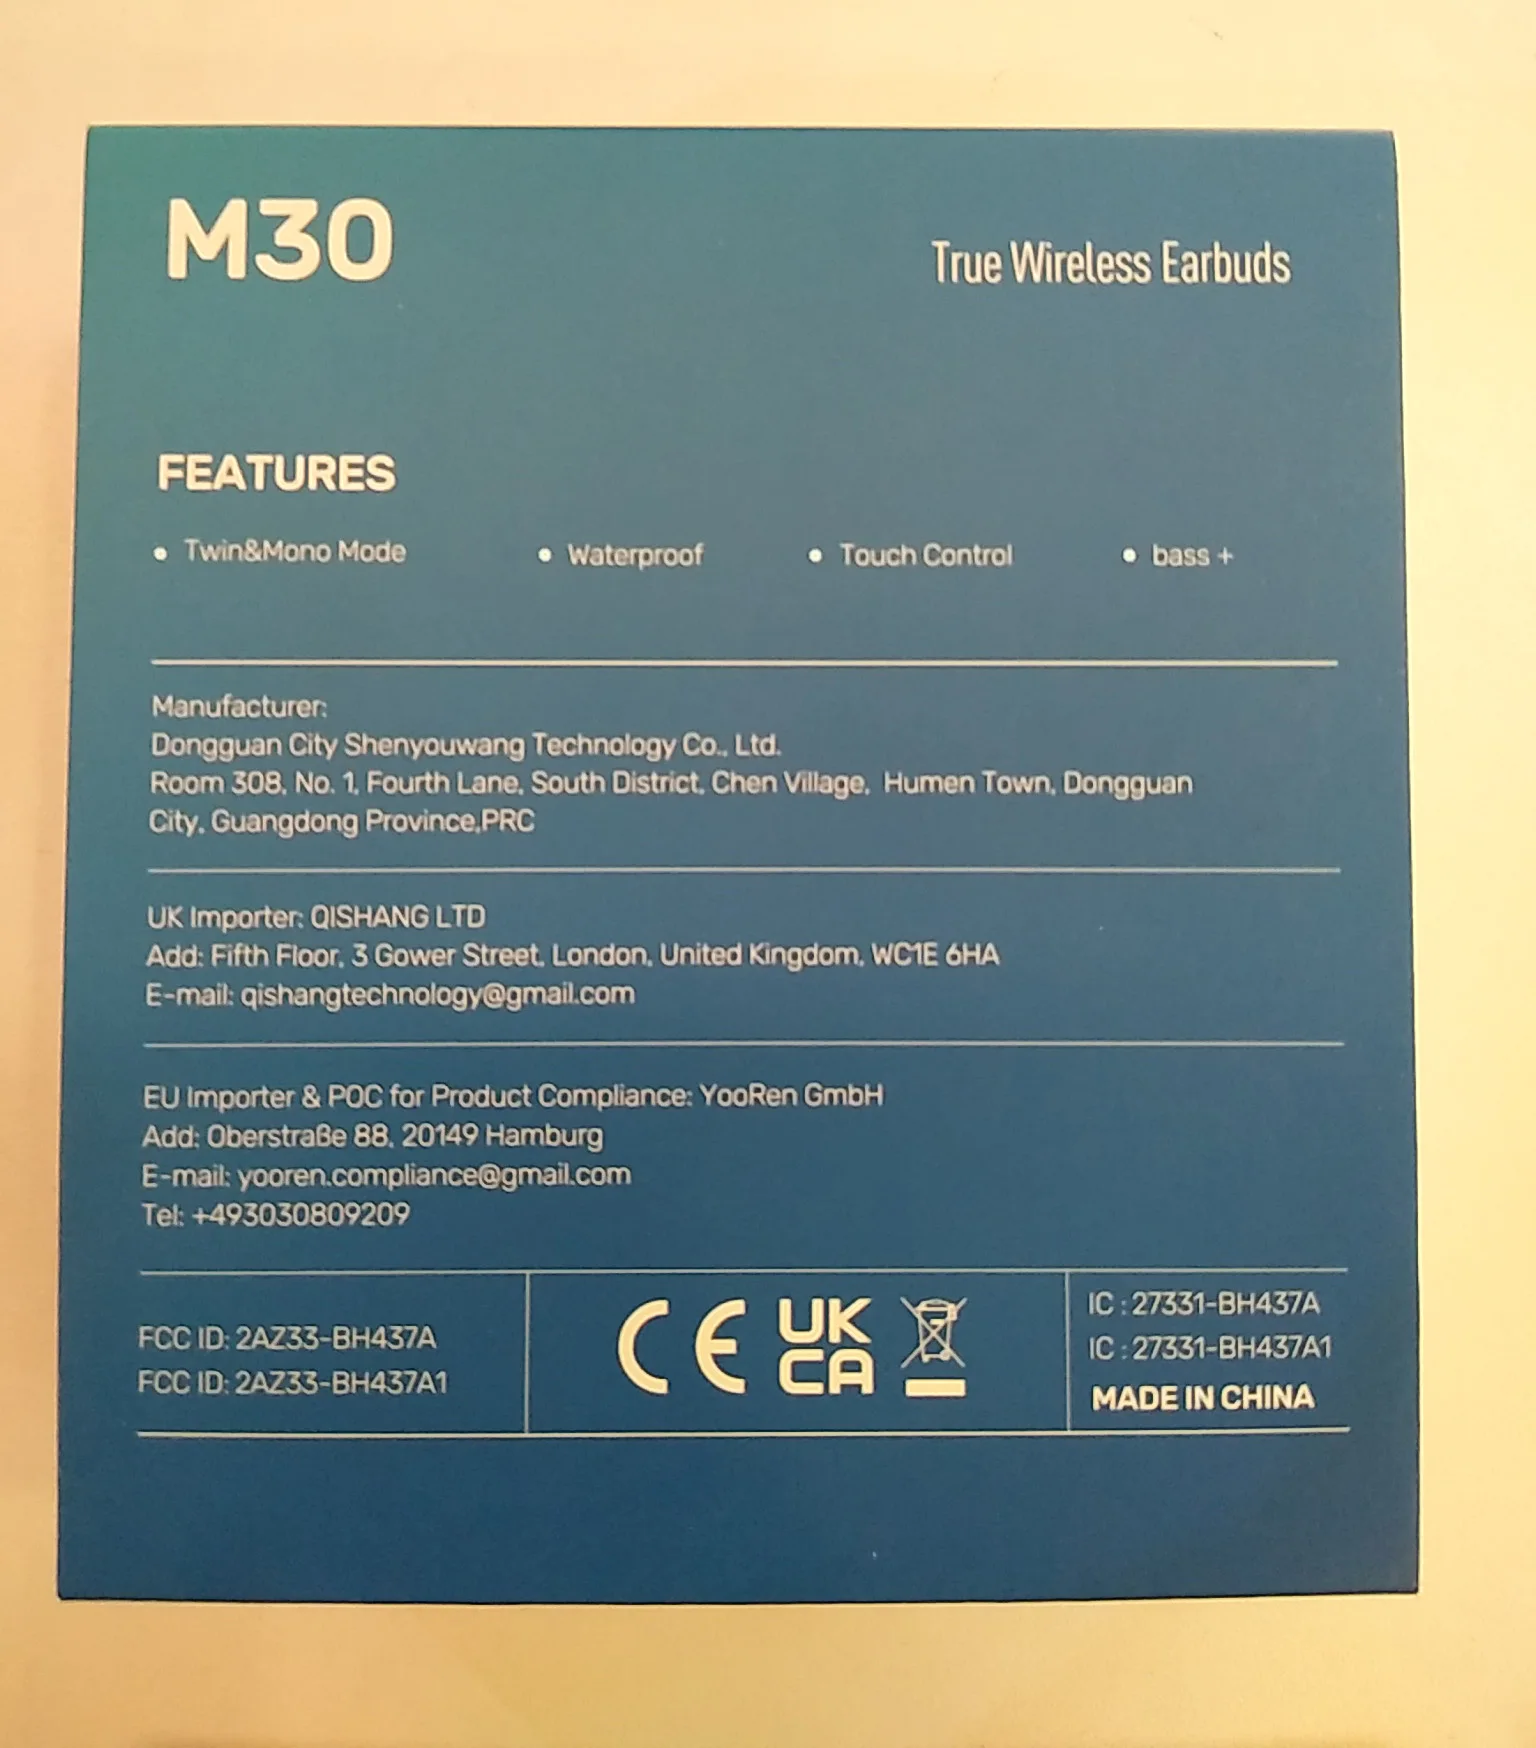 M30
True Wireless Earbuds
FEATURES
• Twin&Mono Mode • Waterproof • Touch Control • bass +
Manufacturer:
Dongguan City Shenyouwang Technology Co., Ltd.
Room 308, No. 1, Fourth Lane, South District, Chen Village, Humen Town, Dongguan
City, Guangdong Province,PRC
UK Importer: QISHANG LTD
Add: Fifth Floor, 3 Gower Street, London, United Kingdom, WC1E 6HA
E-mail: qishangtechnology@gmail.com
EU Importer & POC for Product Compliance: YooRen GmbH
Add: Oberstraße 88, 20149 Hamburg
E-mail: yooren.compliance@gmail.com
Tel: +493030809209
FCC ID: 2AZ33-BH437A
FCC ID: 2AZ33-BH437A1
CE
UK
CA
IC : 27331-BH437A
IC : 27331-BH437A1
MADE IN CHINA